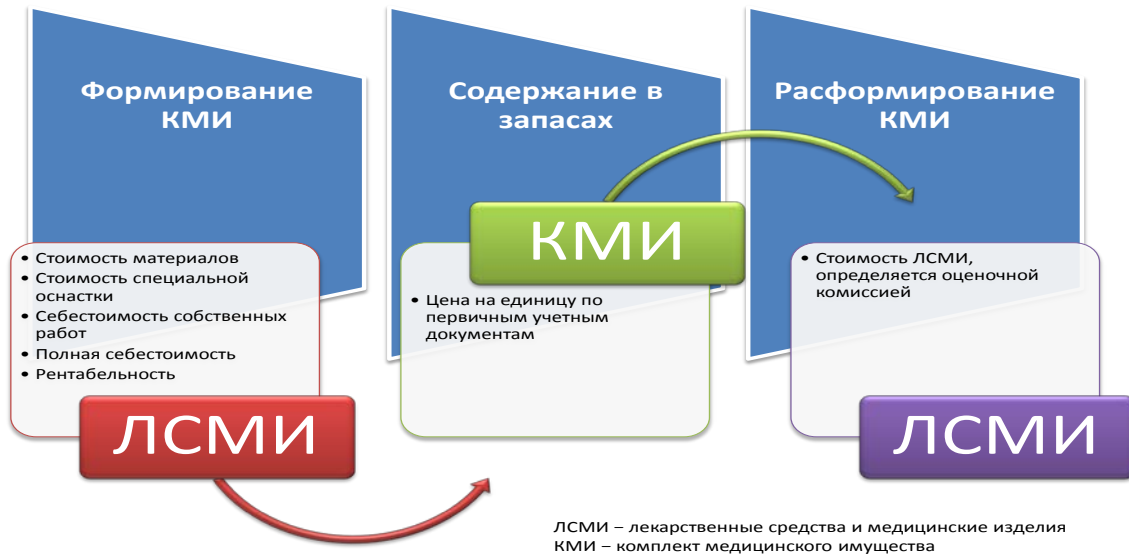 Формирование
КМИ
• Стоимость материалов
• Стоимость специальной
оснастки
• Себестоимость собственных
работ
• Полная себестоимость
• Рентабельность
ЛСМИ
Содержание в
запасах
КМИ
• Цена на единицу по
первичным учетным
документам
Расформирование
КМИ
• Стоимость ЛСМИ,
определяется оценочной
комиссией
ЛСМИ
ЛСМИ – лекарственные средства и медицинские изделия
КМИ – комплект медицинского имущества